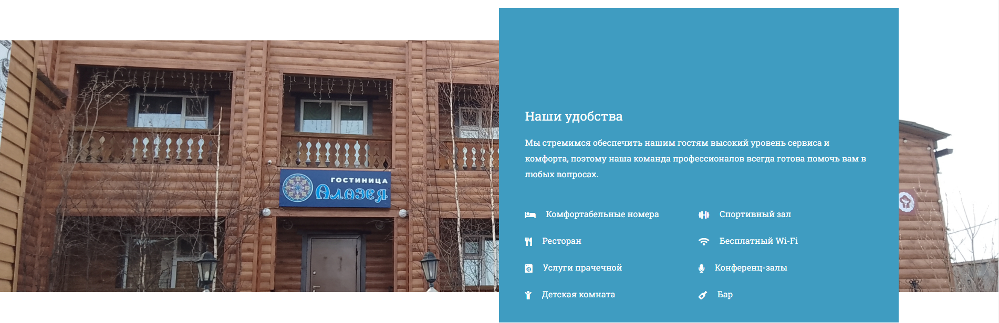 ГОСТИНИЦА
Алазея
Наши удобства
Мы стремимся обеспечить нашим гостям высокий уровень сервиса и
комфорта, поэтому наша команда профессионалов всегда готова помочь вам в
любых вопросах.
Комфортабельные номера
Спортивный зал
Ресторан
Бесплатный Wi-Fi
Услуги прачечной
Конференц-залы
Детская комната
Бар